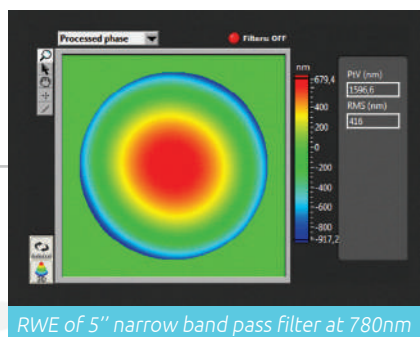 Processed phase
Filters: OFF
nm
679,4
-400
-200
-0
-200
-400
-600
-800
-917,2
PtV (nm)
1596,6
RMS (nm)
416
3D
RWE of 5'' narrow band pass filter at 780nm